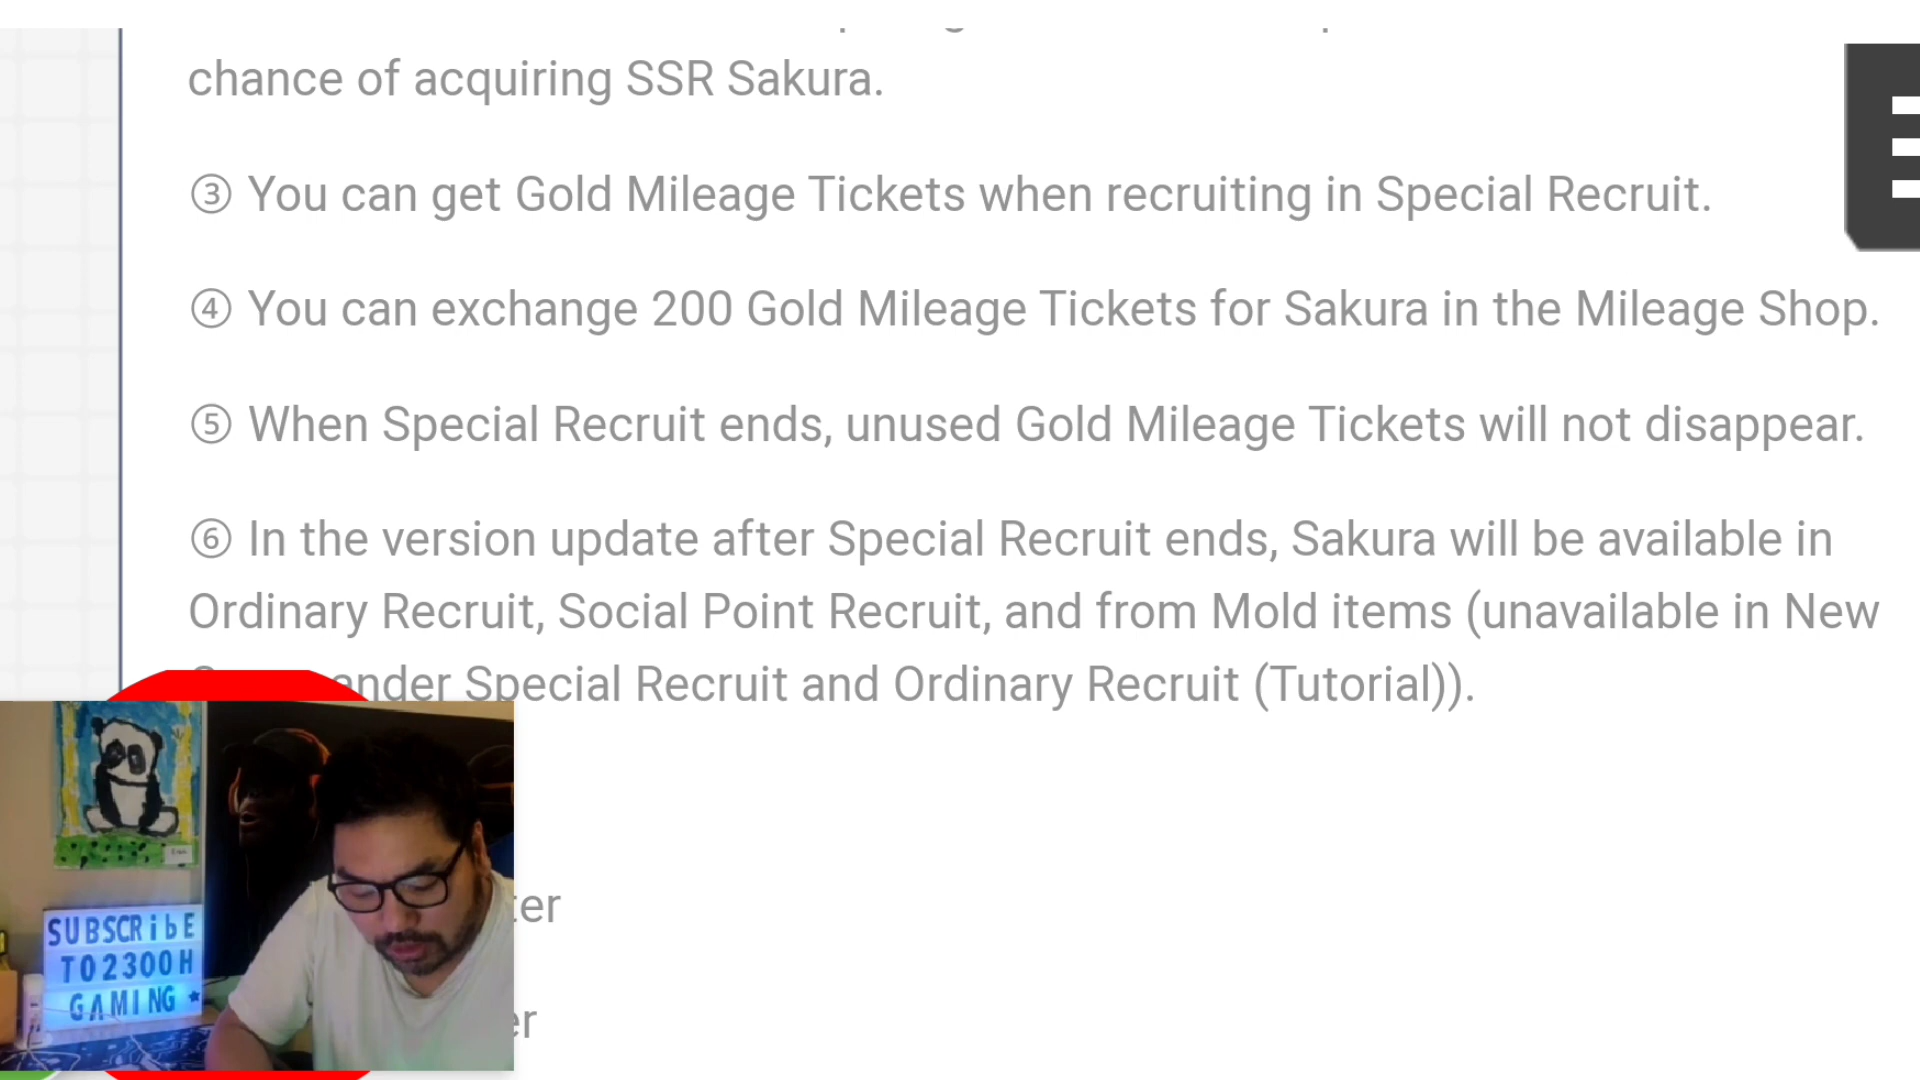 chance of acquiring SSR Sakura.
③ You can get Gold Mileage Tickets when recruiting in Special Recruit.
④ You can exchange 200 Gold Mileage Tickets for Sakura in the Mileage Shop.
⑤ When Special Recruit ends, unused Gold Mileage Tickets will not disappear.
⑥ In the version update after Special Recruit ends, Sakura will be available in
Ordinary Recruit, Social Point Recruit, and from Mold items (unavailable in New
ander Special Recruit and Ordinary Recruit (Tutorial)).
ter
er
SUBSCRibE
TO2300H
GAMING